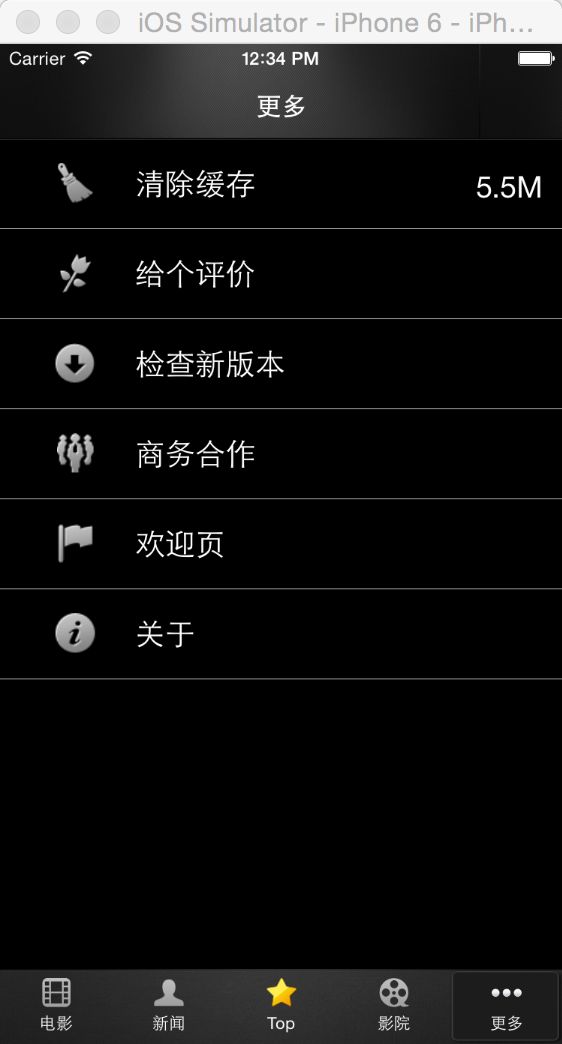 iOS Simulator - iPhone 6 - iPh...
Carrier 12:34 PM
更多
清除缓存 5.5M
给个评价
检查新版本
商务合作
欢迎页
关于
电影 新闻 Top 影院 更多